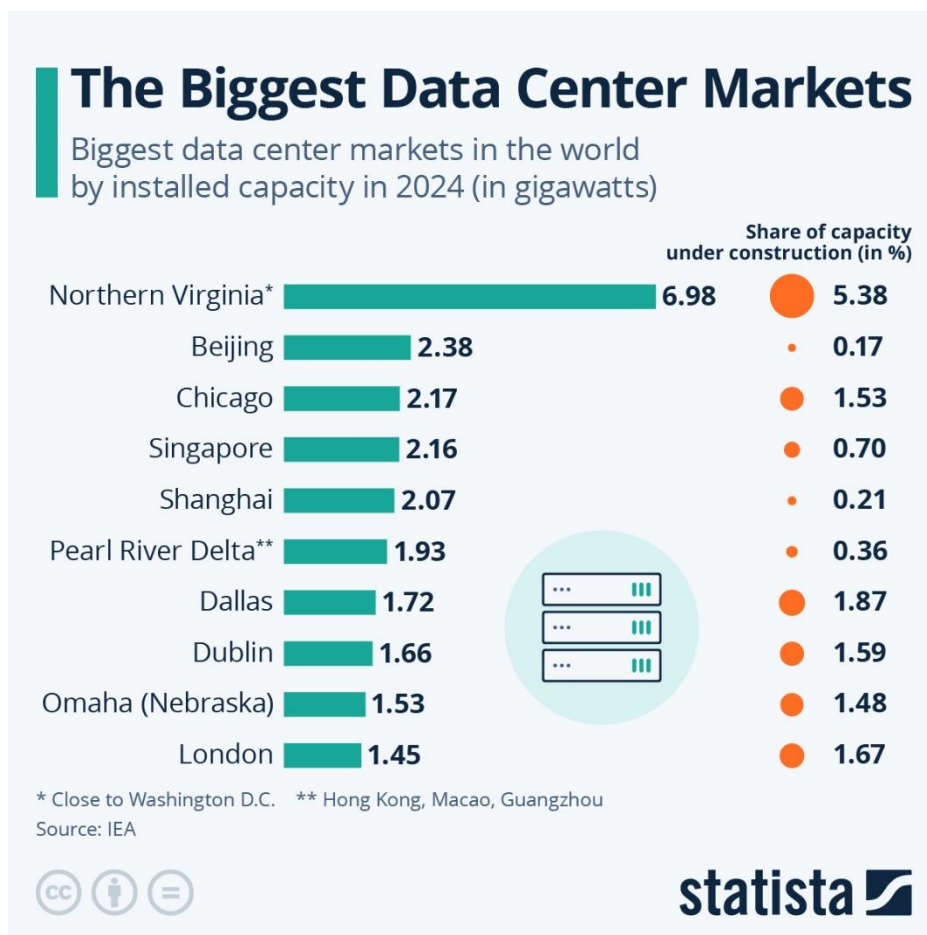 The Biggest Data Center Markets
Biggest data center markets in the world
by installed capacity in 2024 (in gigawatts)
Share of capacity
under construction (in %)
Northern Virginia* 6.98 5.38
Beijing 2.38 0.17
Chicago 2.17 1.53
Singapore 2.16 0.70
Shanghai 2.07 0.21
Pearl River Delta** 1.93 0.36
Dallas 1.72 1.87
Dublin 1.66 1.59
Omaha (Nebraska) 1.53 1.48
London 1.45 1.67
* Close to Washington D.C. ** Hong Kong, Macao, Guangzhou
Source: IEA
cc = statista